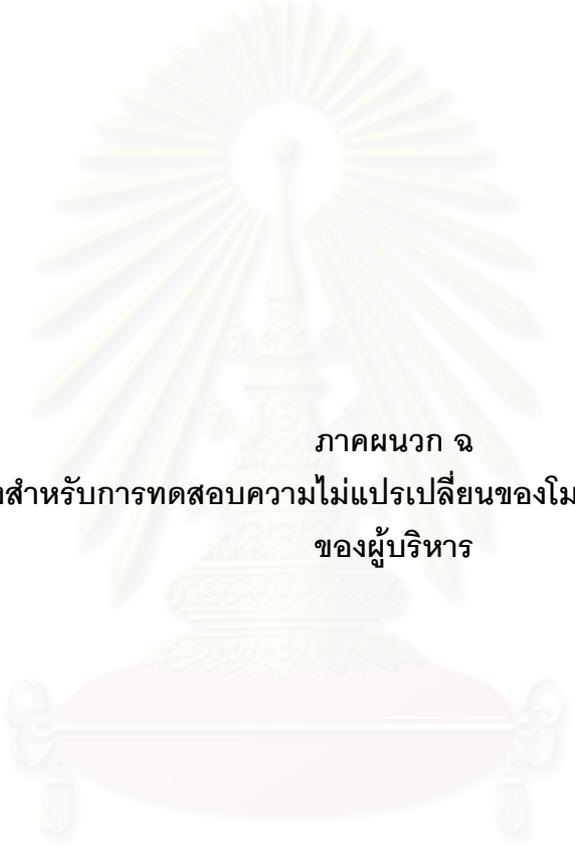 ภาคผนวก ฉ
สำหรับการทดสอบความไม่แปรเปลี่ยนของ
ของผู้บริหาร